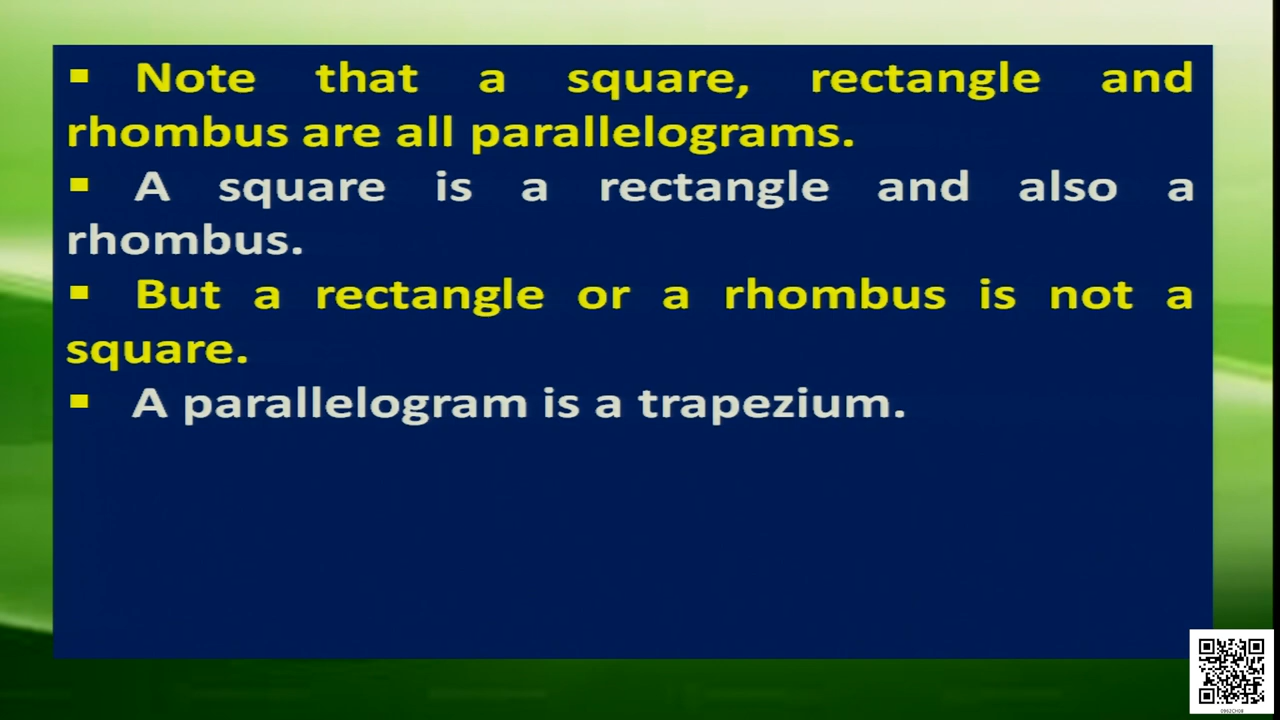 ▪ Note that a square, rectangle and
rhombus are all parallelograms.
▪ A square is a rectangle and also a
rhombus.
▪ But a rectangle or a rhombus is not a
square.
▪ A parallelogram is a trapezium.
0952CH08